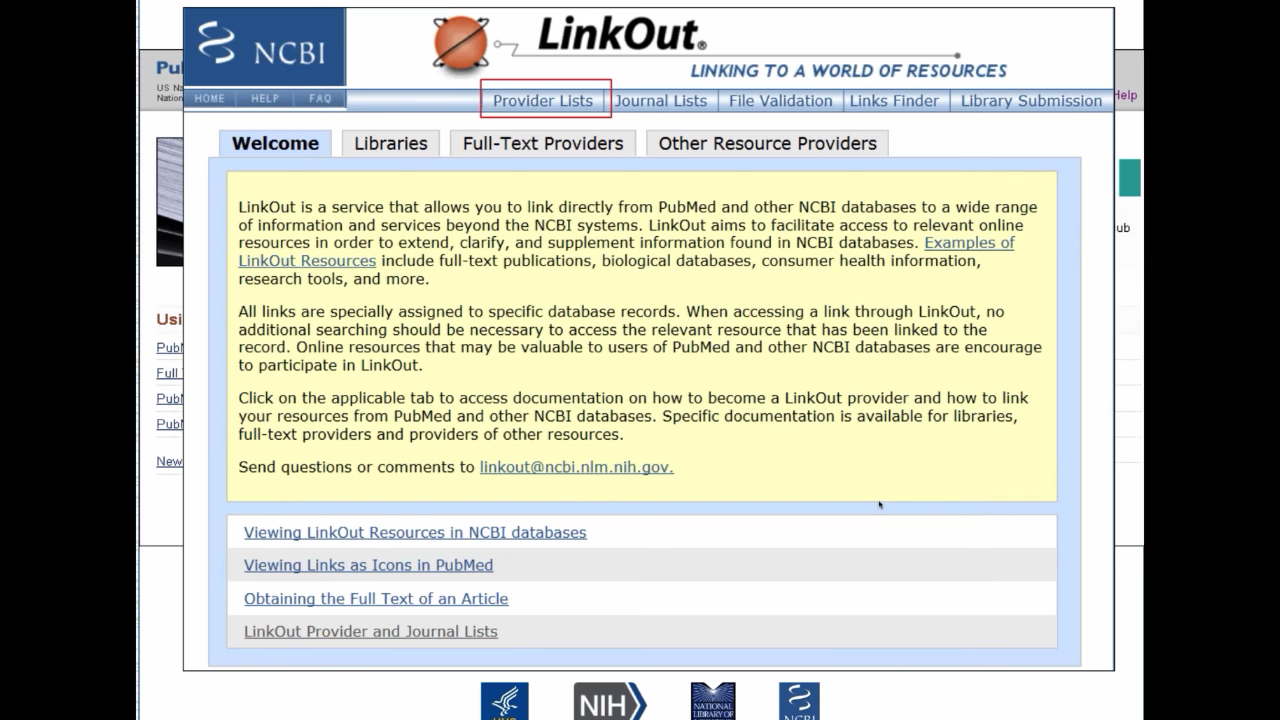 NCBI
LinkOut®
LINKING TO A WORLD OF RESOURCES
HOME HELP FAQ
Provider Lists Journal Lists File Validation Links Finder Library Submission
Help
US
Welcome Libraries Full-Text Providers Other Resource Providers
LinkOut is a service that allows you to link directly from PubMed and other NCBI databases to a wide range
of information and services beyond the NCBI systems. LinkOut aims to facilitate access to relevant online
resources in order to extend, clarify, and supplement information found in NCBI databases. Examples of
LinkOut Resources include full-text publications, biological databases, consumer health information,
research tools, and more.
All links are specially assigned to specific database records. When accessing a link through LinkOut, no
additional searching should be necessary to access the relevant resource that has been linked to the
record. Online resources that may be valuable to users of PubMed and other NCBI databases are encourage
to participate in LinkOut.
Click on the applicable tab to access documentation on how to become a LinkOut provider and how to link
your resources from PubMed and other NCBI databases. Specific documentation is available for libraries,
full-text providers and providers of other resources.
Send questions or comments to linkout@ncbi.nlm.nih.gov.
Viewing LinkOut Resources in NCBI databases
Viewing Links as Icons in PubMed
Obtaining the Full Text of an Article
LinkOut Provider and Journal Lists
Full
New
NIH
NATIONAL
LIBRARY OF
NCBI